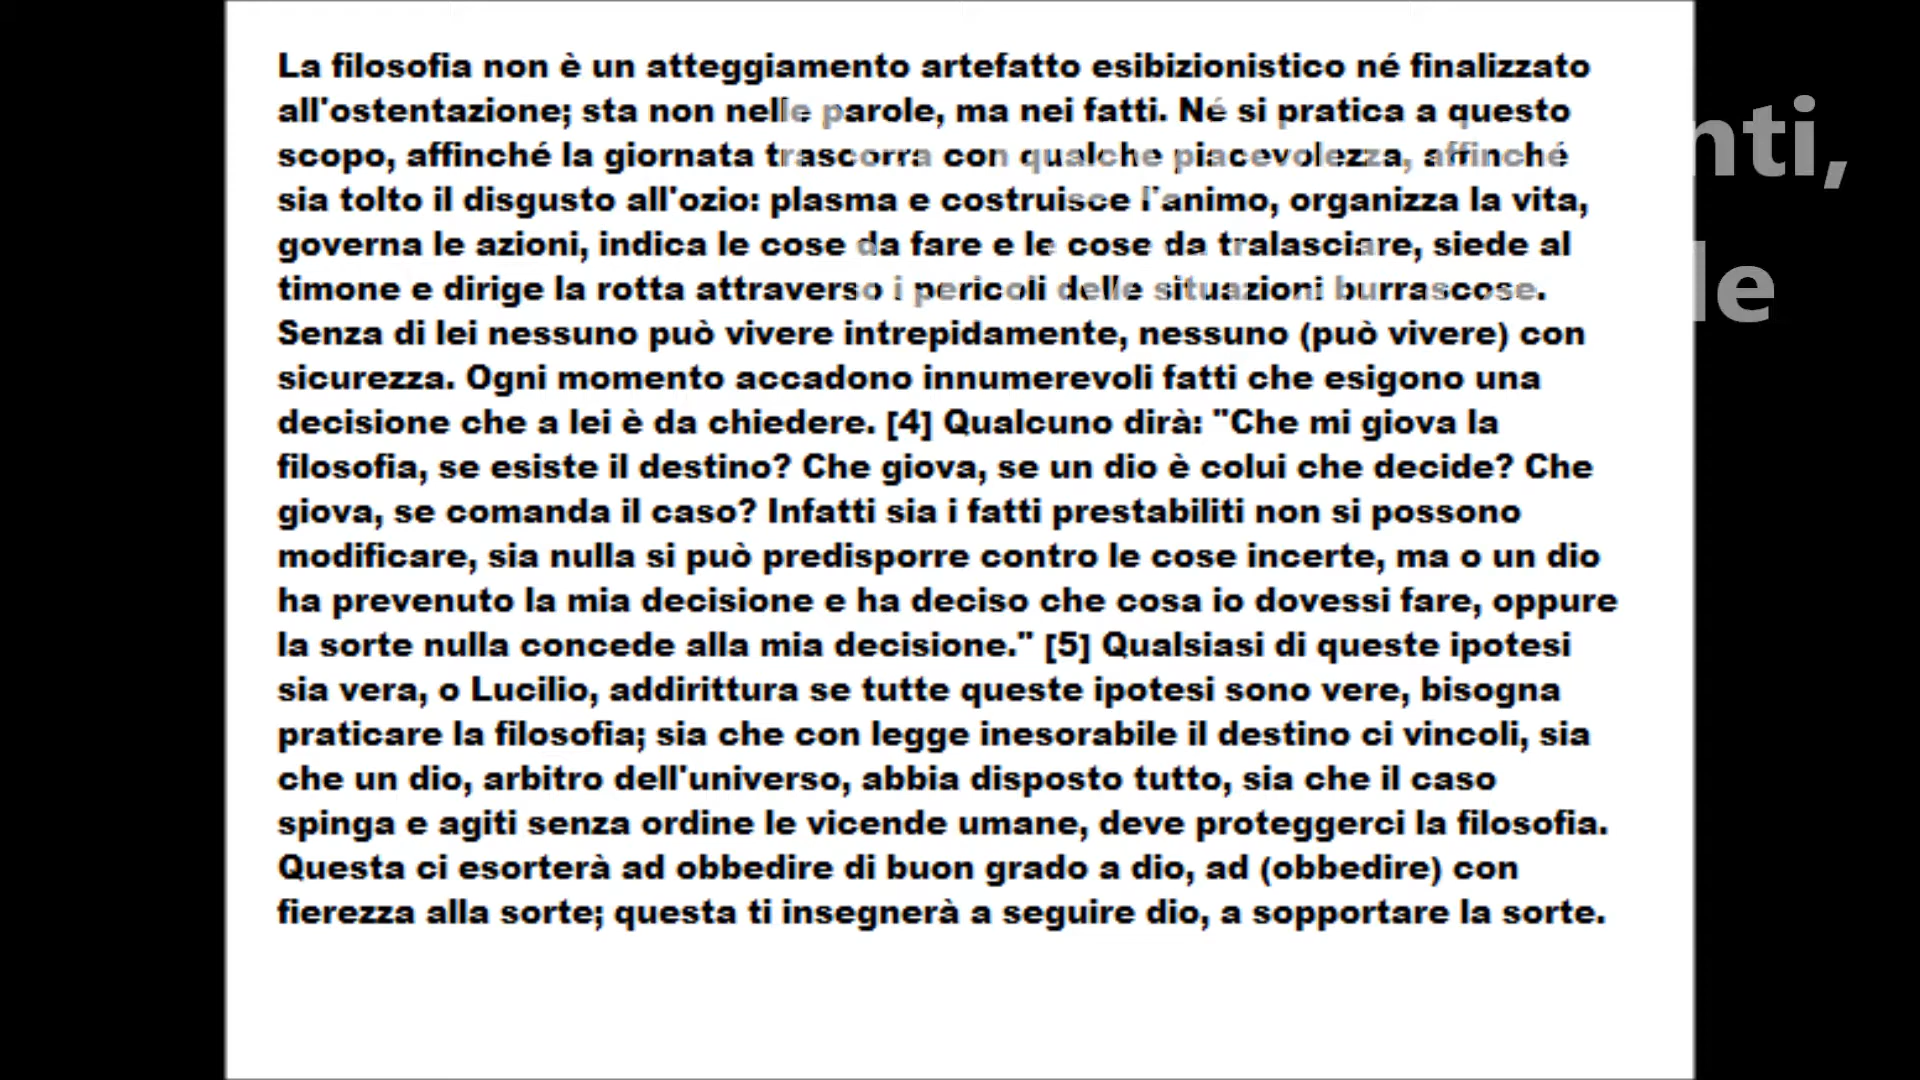 La filosofia non è un atteggiamento artefatto esibizionistico né finalizzato
all'ostentazione; sta non nelle parole, ma nei fatti. Né si pratica a questo
scopo, affinché la giornata trascorra con qualche piacevolezza, affinché
sia tolto il disgusto all'ozio: plasma e costruisce l'animo, organizza la vita,
governa le azioni, indica le cose da fare e le cose da tralasciare, siede al
timone e dirige la rotta attraverso i pericoli delle situazioni burrascose.
Senza di lei nessuno può vivere intrepidamente, nessuno (può vivere) con
sicurezza. Ogni momento accadono innumerevoli fatti che esigono una
decisione che a lei è da chiedere. [4] Qualcuno dirà: "Che mi giova la
filosofia, se esiste il destino? Che giova, se un dio è colui che decide? Che
giova, se comanda il caso? Infatti sia i fatti prestabiliti non si possono
modificare, sia nulla si può predisporre contro le cose incerte, ma o un dio
ha prevenuto la mia decisione e ha deciso che cosa io dovessi fare, oppure
la sorte nulla concede alla mia decisione." [5] Qualsiasi di queste ipotesi
sia vera, o Lucilio, addirittura se tutte queste ipotesi sono vere, bisogna
praticare la filosofia; sia che con legge inesorabile il destino ci vincoli, sia
che un dio, arbitro dell'universo, abbia disposto tutto, sia che il caso
spinga e agiti senza ordine le vicende umane, deve proteggerci la filosofia.
Questa ci esorterà ad obbedire di buon grado a dio, ad (obbedire) con
fierezza alla sorte; questa ti insegnerà a seguire dio, a sopportare la sorte.
nti,
le